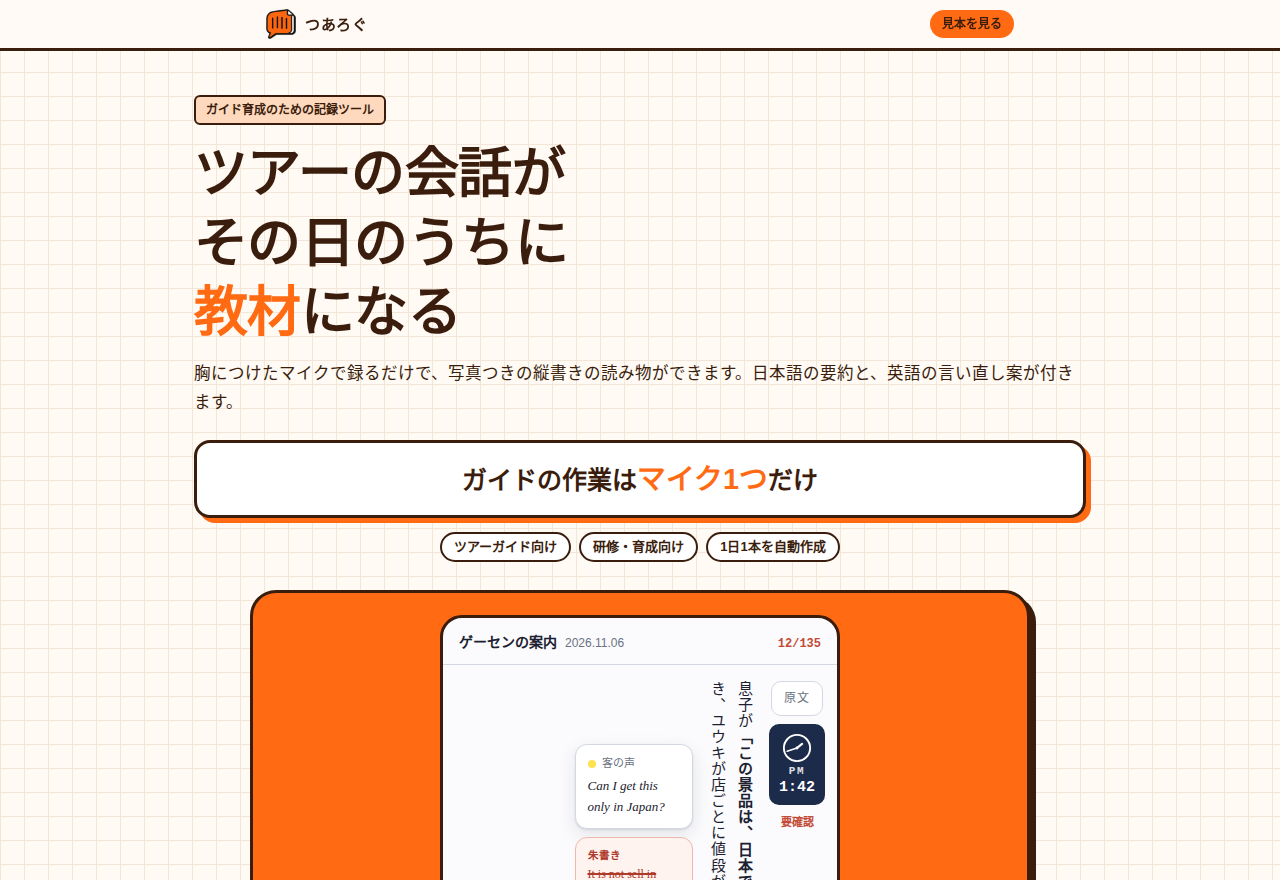 つあろぐ
見本を見る
ガイド育成のための記録ツール
ツアーの会話が
その日のうちに
教材になる
胸につけたマイクで録るだけで、写真つきの縦書きの読み物ができます。日本語の要約と、英語の言い直し案が付き
ます。
ガイドの作業はマイク1つだけ
ツアーガイド向け
研修・育成向け
1日1本を自動作成
ゲーセンの案内 2026.11.06
12/135
原文
PM
1:42
要確認
息子が「この景品は、日本で
き、ユウキが店ごとに値段が
客の声
Can I get this
only in Japan?
朱書き
It is not sell in